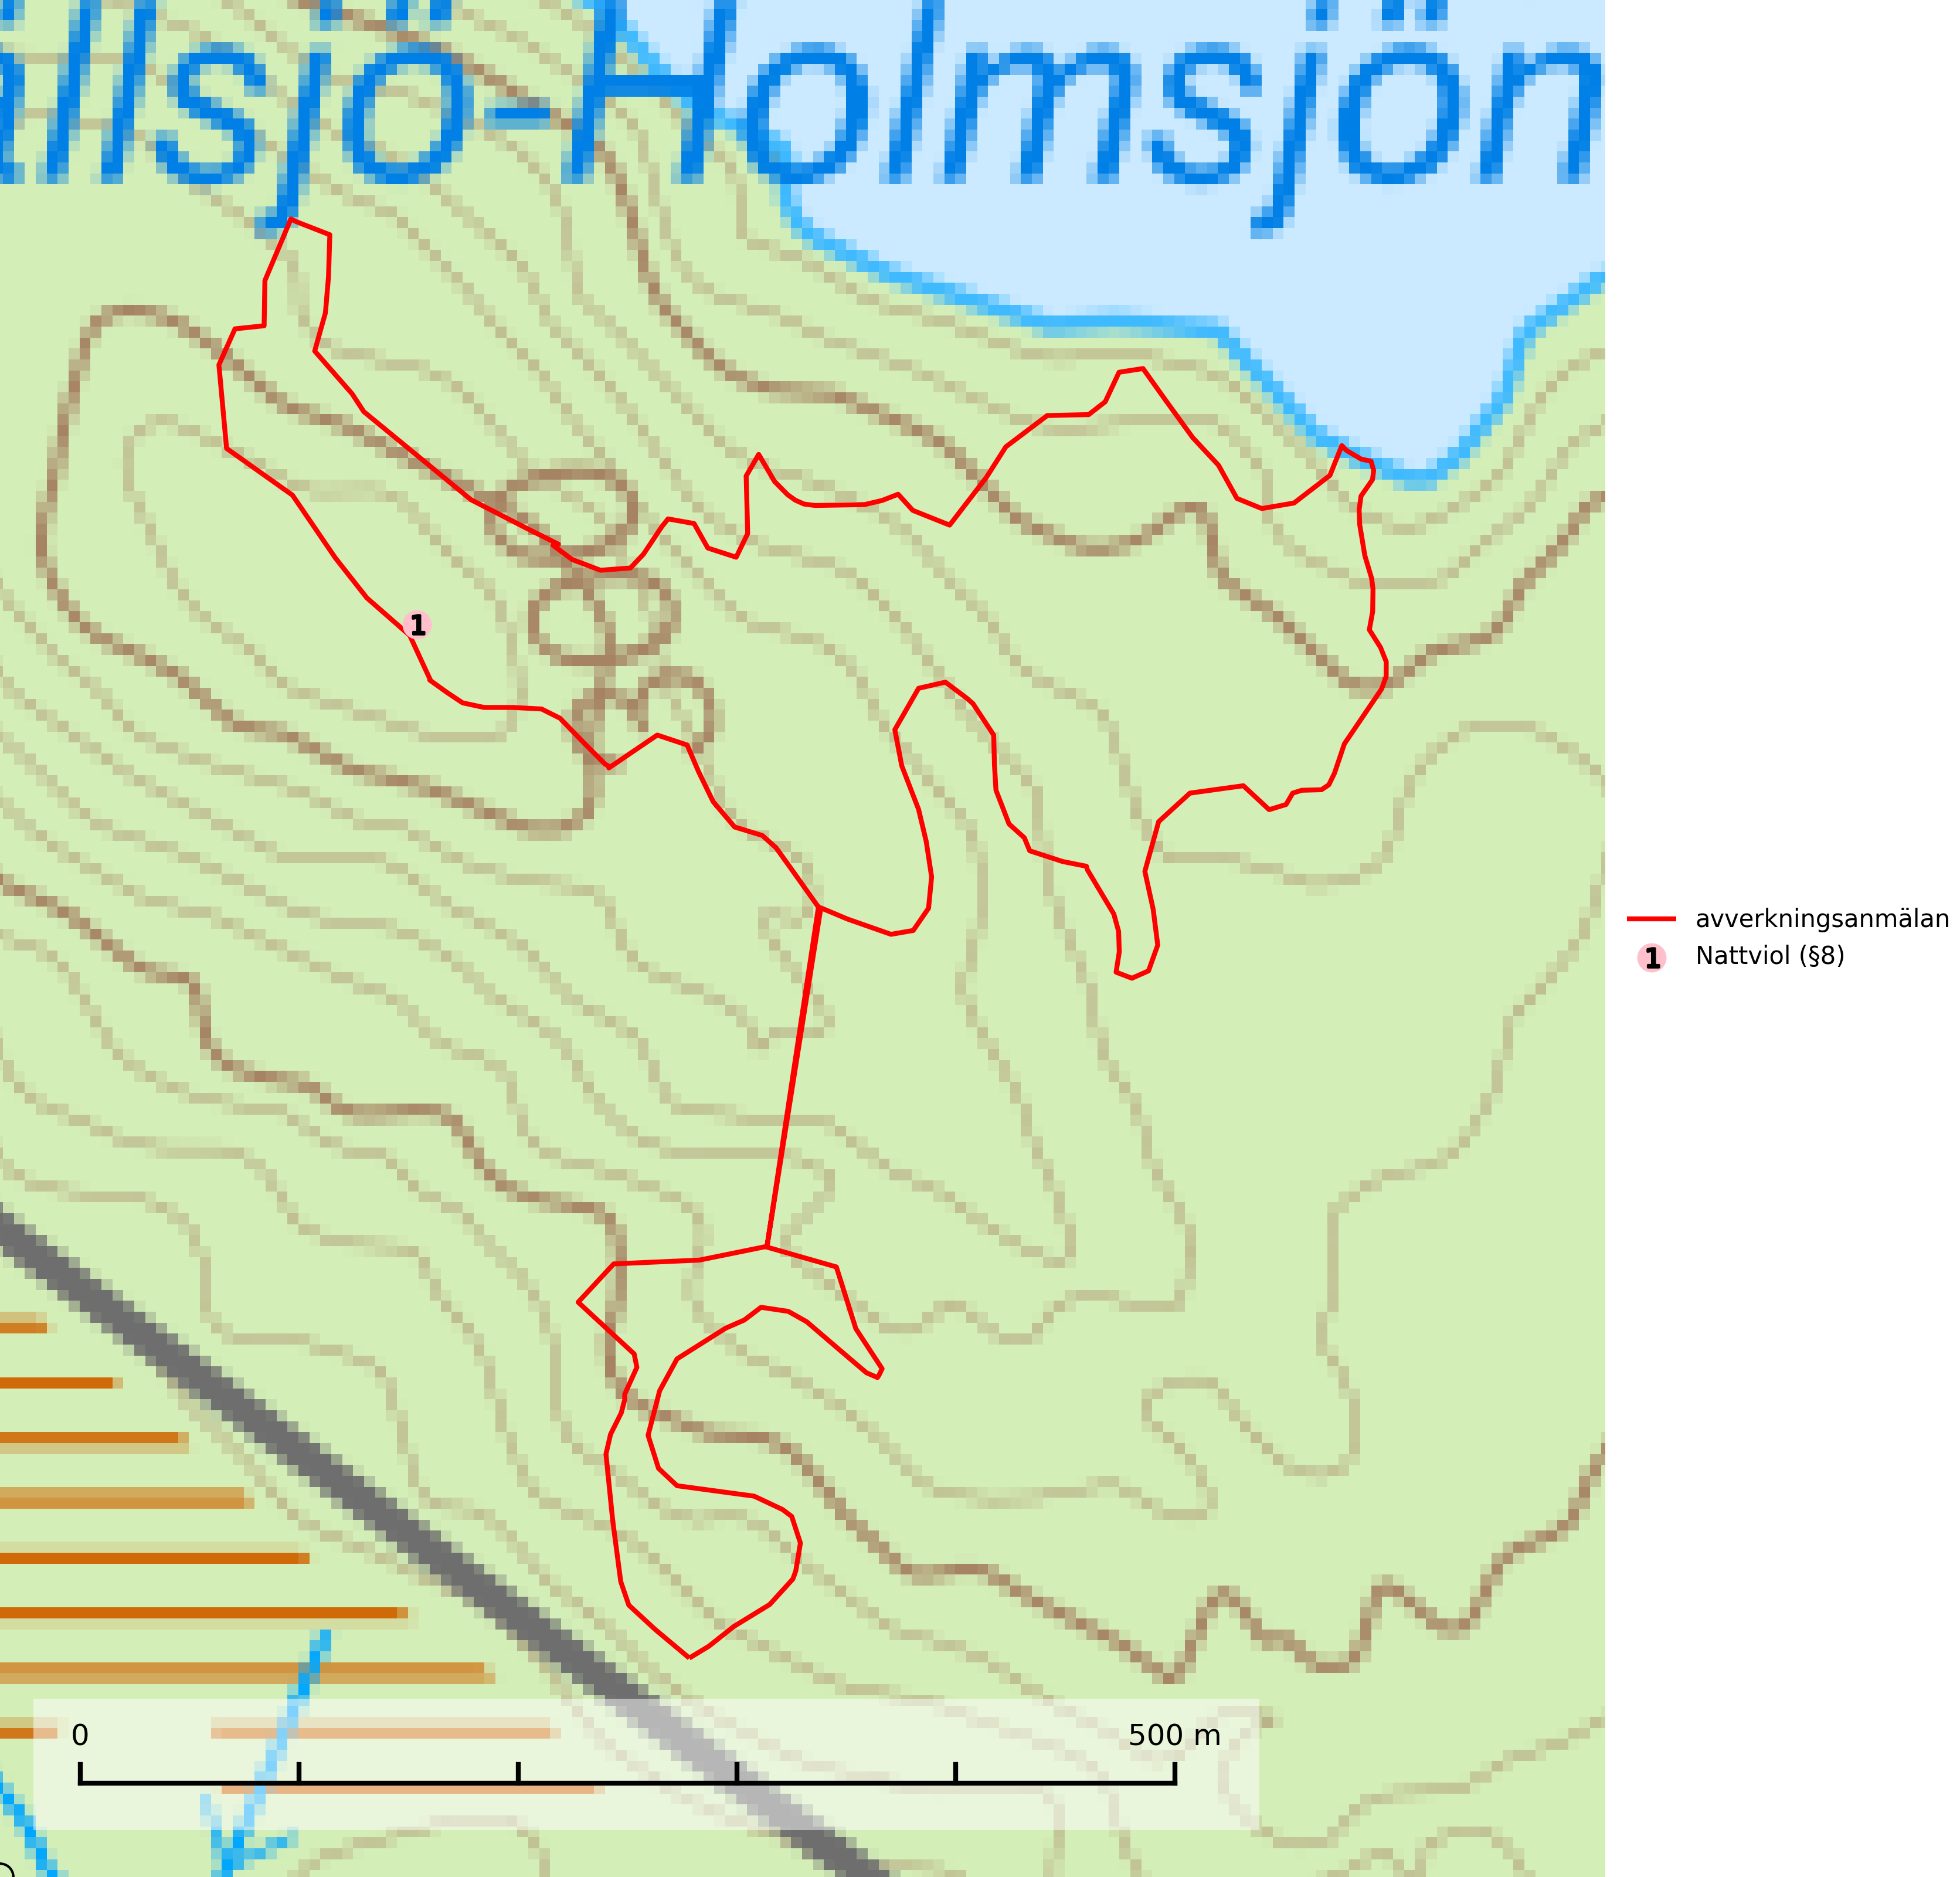 llsjö-Holmsjön
1
avverkningsanmälan
1 Nattviol (§8)
0 500 m